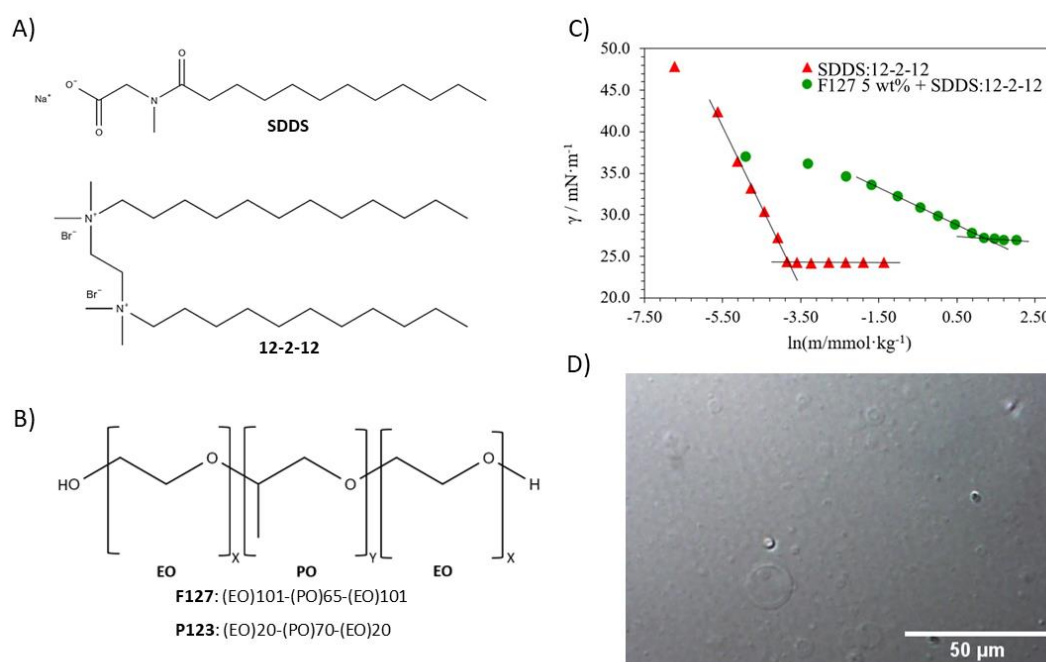 A)
O
O⁻
Na⁺
N
O
SDDS
N⁺
Br⁻
Br⁻
N⁺
12-2-12
B)
HO
O
O
O
H
X
Y
X
EO
PO
EO
F127: (EO)101-(PO)65-(EO)101
P123: (EO)20-(PO)70-(EO)20
C)
50.0
SDDS:12-2-12
F127 5 wt% + SDDS:12-2-12
45.0
40.0
35.0
30.0
25.0
20.0
γ / mN·m⁻¹
-7.50
-5.50
-3.50
-1.50
0.50
2.50
ln(m/mmol·kg⁻¹)
D)
50 μm